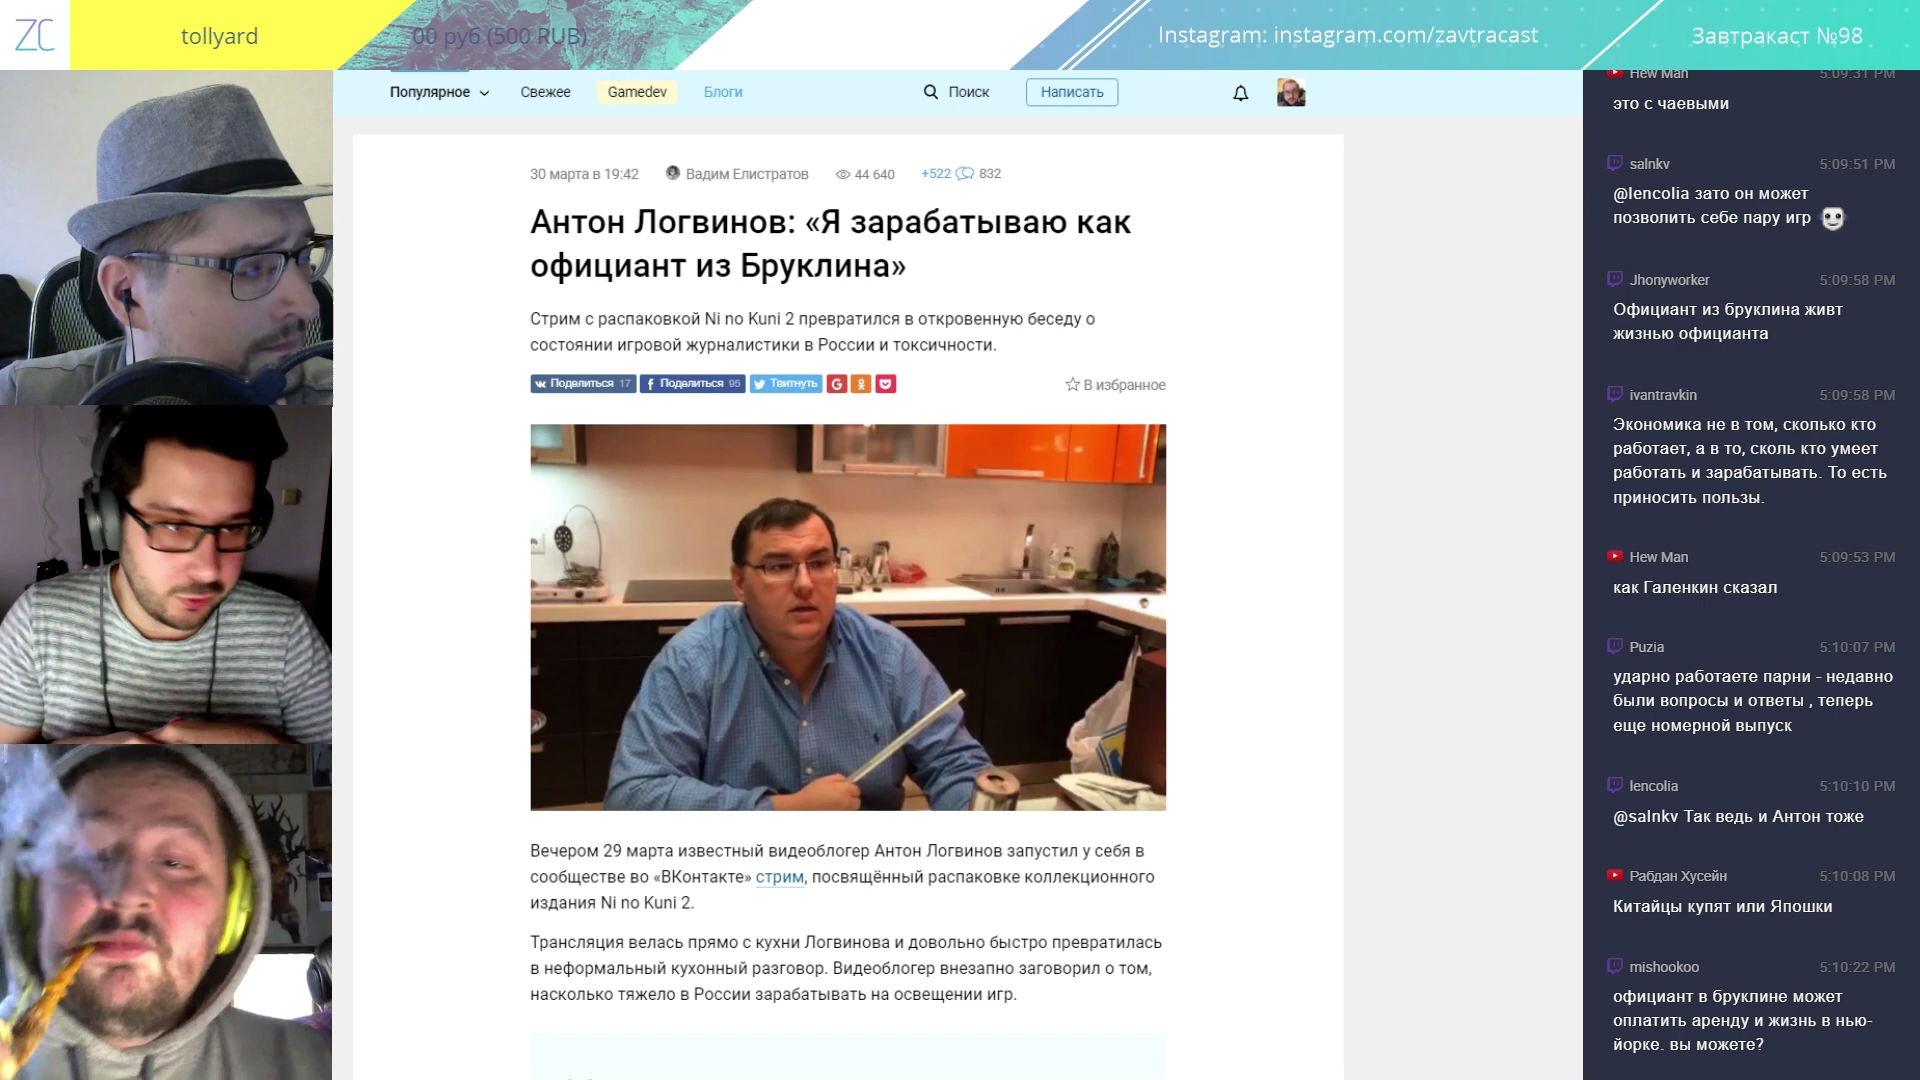 ZC
tollyard
00 руб (500 RUB)
Instagram: instagram.com/zavtracast
Завтракаст №98
Популярное
Свежее
Gamedev
Блоги
Поиск
Написать
30 марта в 19:42
Вадим Елистратов
44 640
+522
832
Антон Логвинов: «Я зарабатываю как
официант из Бруклина»
Стрим с распаковкой Ni no Kuni 2 превратился в откровенную беседу о
состоянии игровой журналистики в России и токсичности.
Поделиться 17
Поделиться 95
Твитнуть
В избранное
Вечером 29 марта известный видеоблогер Антон Логвинов запустил у себя в
сообществе во «ВКонтакте» стрим, посвящённый распаковке коллекционного
издания Ni no Kuni 2.
Трансляция велась прямо с кухни Логвинова и довольно быстро превратилась
в неформальный кухонный разговор. Видеоблогер внезапно заговорил о том,
насколько тяжело в России зарабатывать на освещении игр.
Hew Man 5:09:31 PM
это с чаевыми
salnkv 5:09:51 PM
@lencolia зато он может
позволить себе пару игр
Jhonyworker 5:09:58 PM
Официант из бруклина живт
жизнью официанта
ivantravkin 5:09:58 PM
Экономика не в том, сколько кто
работает, а в то, сколь кто умеет
работать и зарабатывать. То есть
приносить пользы.
Hew Man 5:09:53 PM
как Галенкин сказал
Puzia 5:10:07 PM
ударно работаете парни - недавно
были вопросы и ответы , теперь
еще номерной выпуск
lencolia 5:10:10 PM
@salnkv Так ведь и Антон тоже
Рабдан Хусейн 5:10:08 PM
Китайцы купят или Япошки
mishookoo 5:10:22 PM
официант в бруклине может
оплатить аренду и жизнь в нью-
йорке. вы можете?